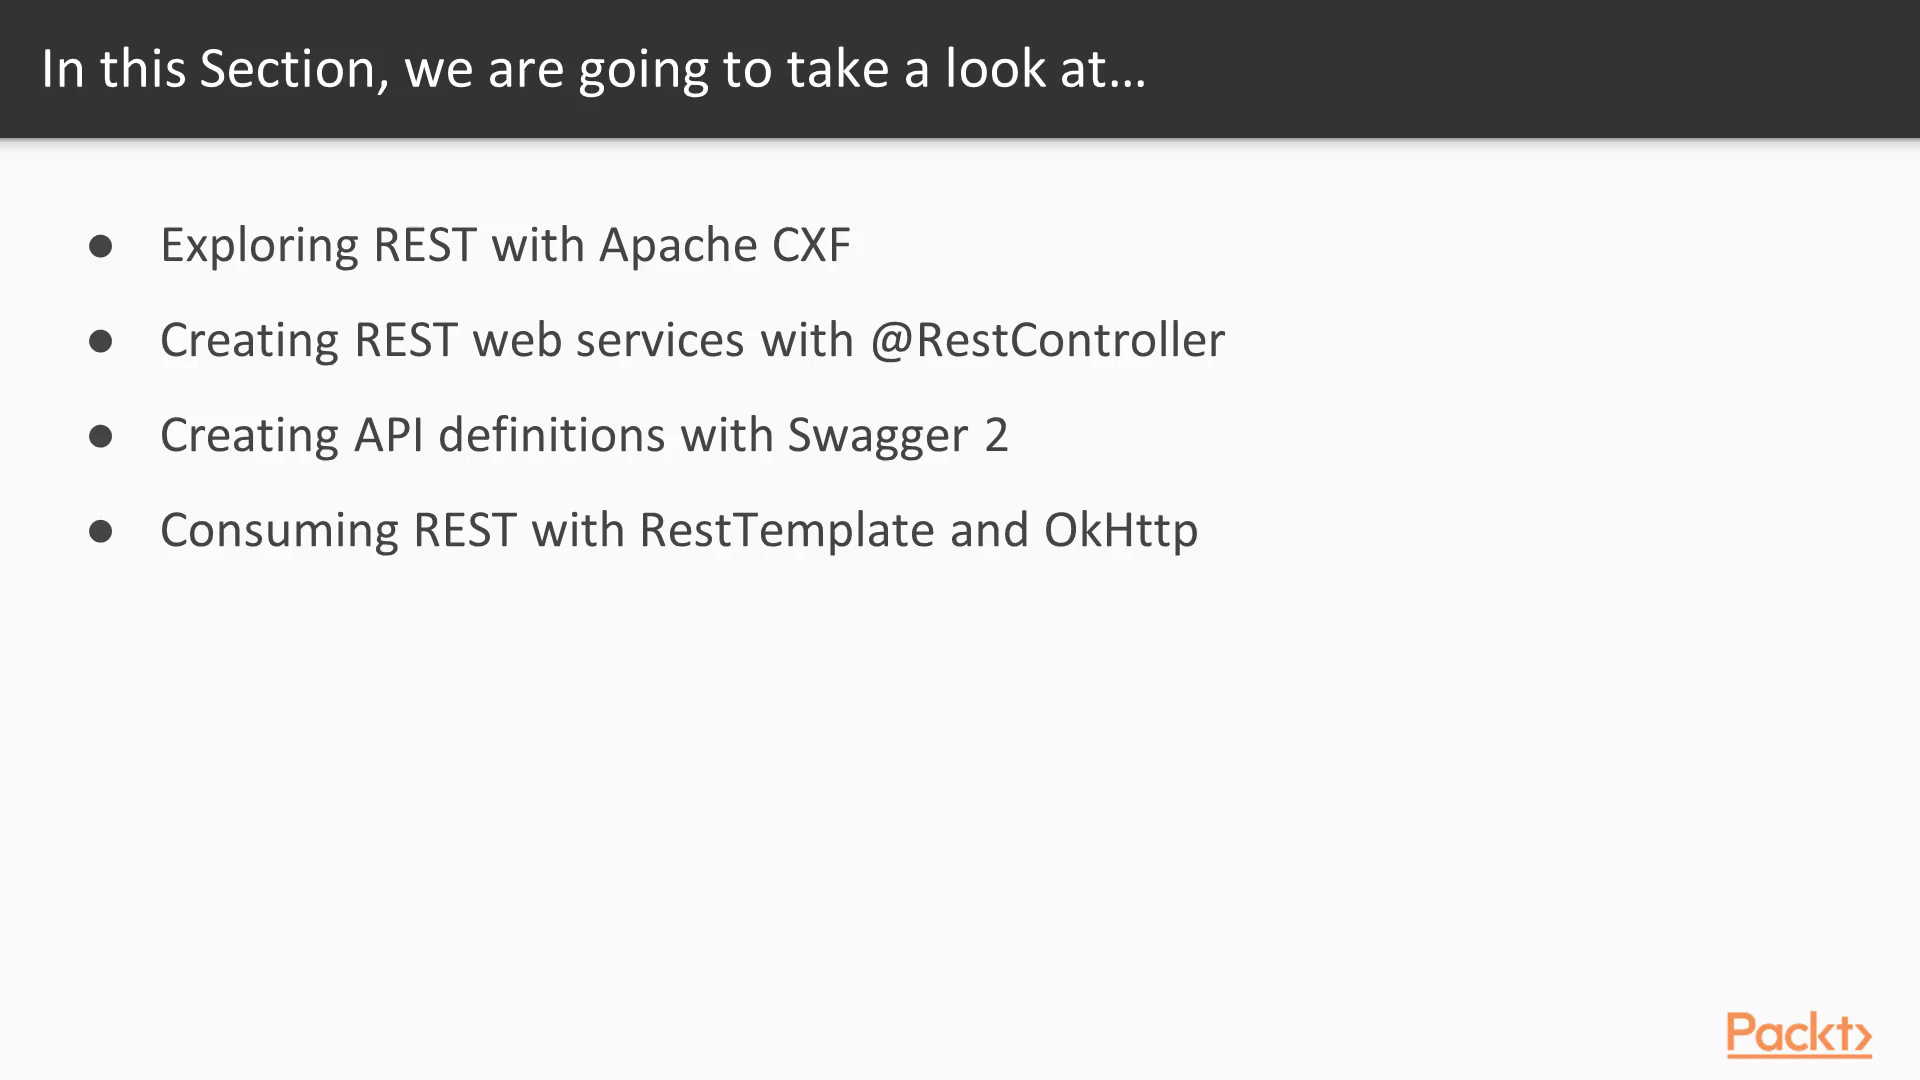 In this Section, we are going to take a look at...
● Exploring REST with Apache CXF
● Creating REST web services with @RestController
● Creating API definitions with Swagger 2
● Consuming REST with RestTemplate and OkHttp
Packt>